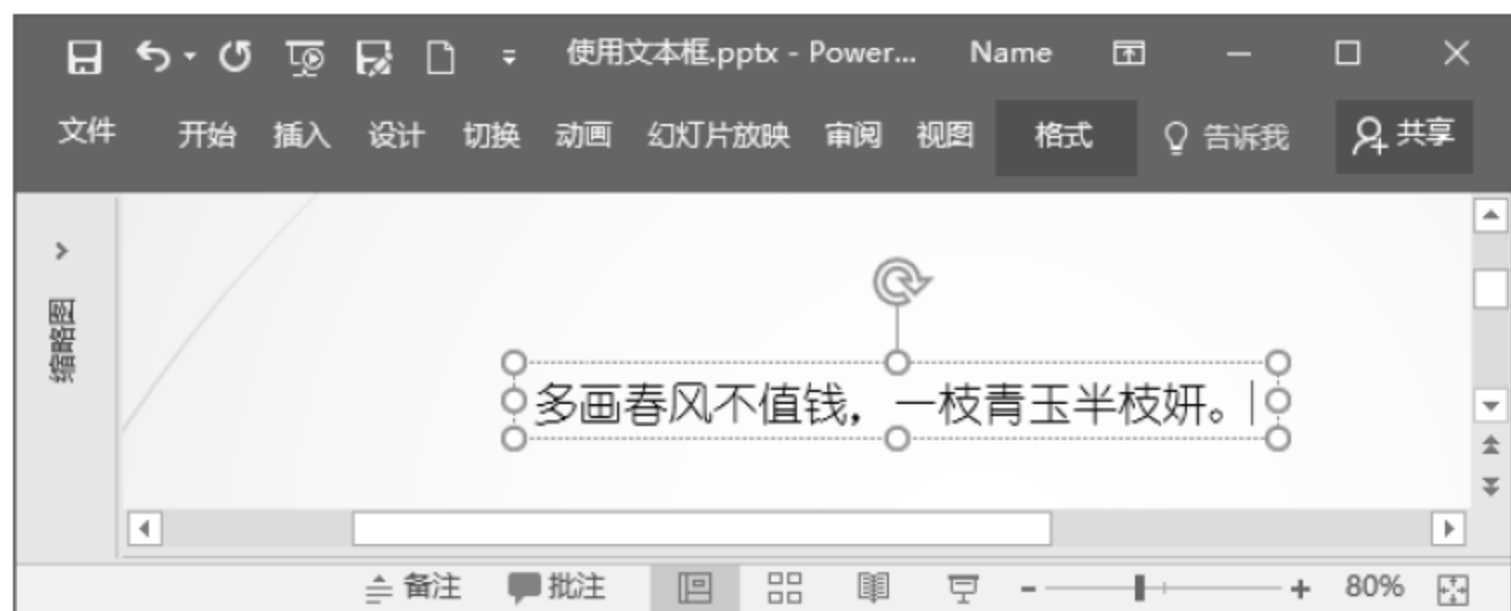 使用文本框.pptx - Power... Name
文件 开始 插入 设计 切换 动画 幻灯片放映 审阅 视图 格式 告诉我 共享
缩略图
多画春风不值钱，一枝青玉半枝妍。
备注 批注 80%